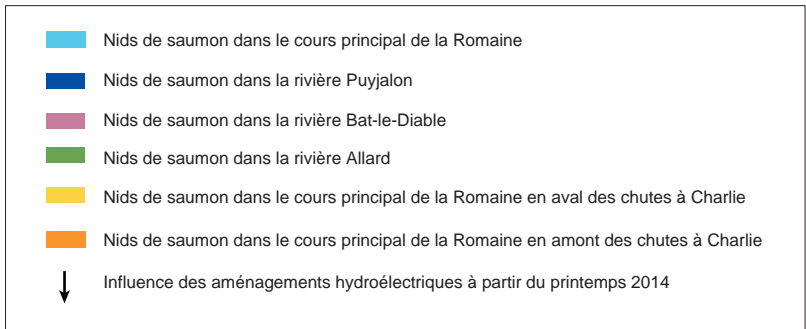 Nids de saumon dans le cours principal de la Romaine
Nids de saumon dans la rivière Puyjalon
Nids de saumon dans la rivière Bat-le-Diable
Nids de saumon dans la rivière Allard
Nids de saumon dans le cours principal de la Romaine en aval des chutes à Charlie
Nids de saumon dans le cours principal de la Romaine en amont des chutes à Charlie
Influence des aménagements hydroélectriques à partir du printemps 2014